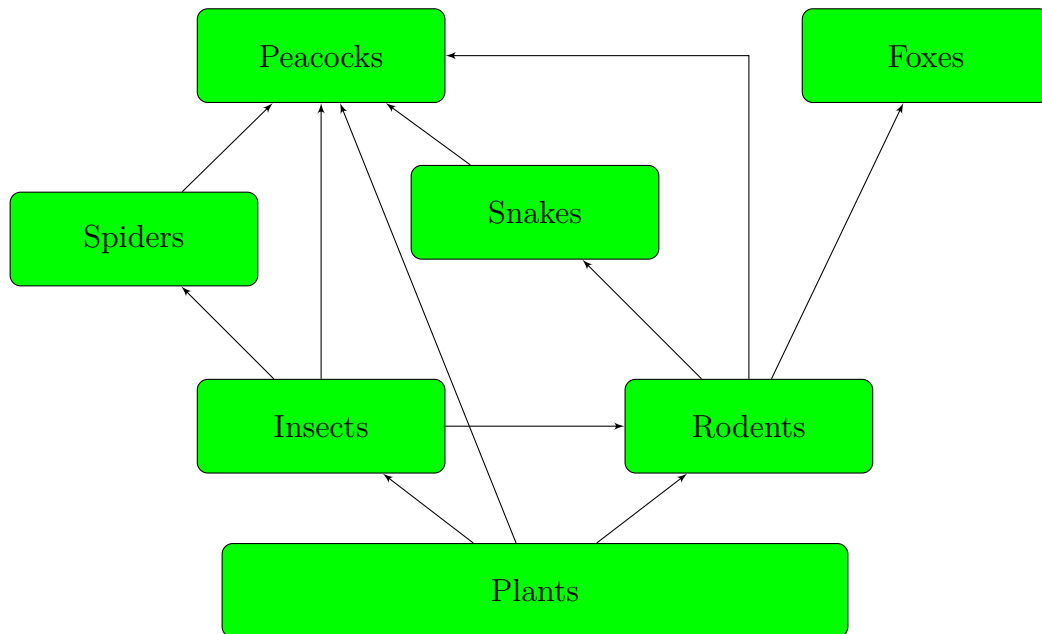 Peacocks
Foxes
Spiders
Snakes
Insects
Rodents
Plants